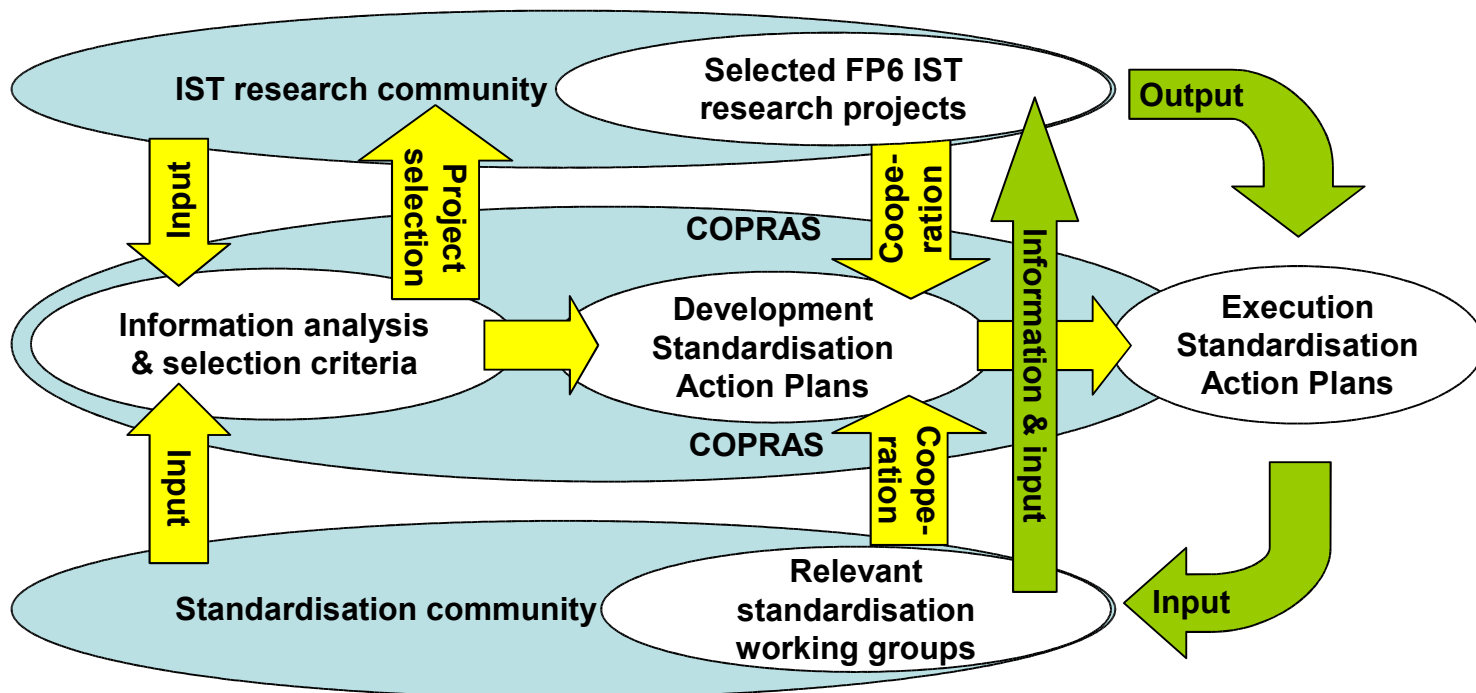 IST research community
Selected FP6 IST
research projects
Output
Input
Project
selection
Coope-
ration
COPRAS
Information & input
Information analysis
& selection criteria
Development
Standardisation
Action Plans
Execution
Standardisation
Action Plans
COPRAS
Input
Coope-
ration
Standardisation community
Relevant
standardisation
working groups
Input